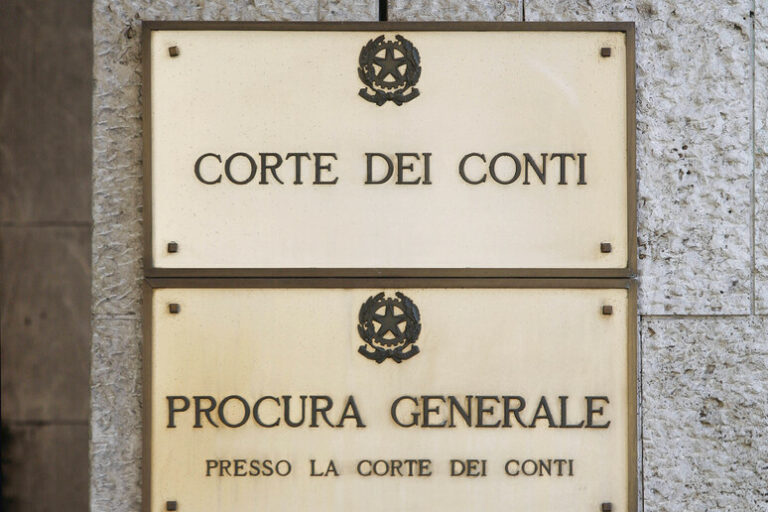 CORTE DEI CONTI
PROCURA GENERALE
PRESSO LA CORTE DEI CONTI